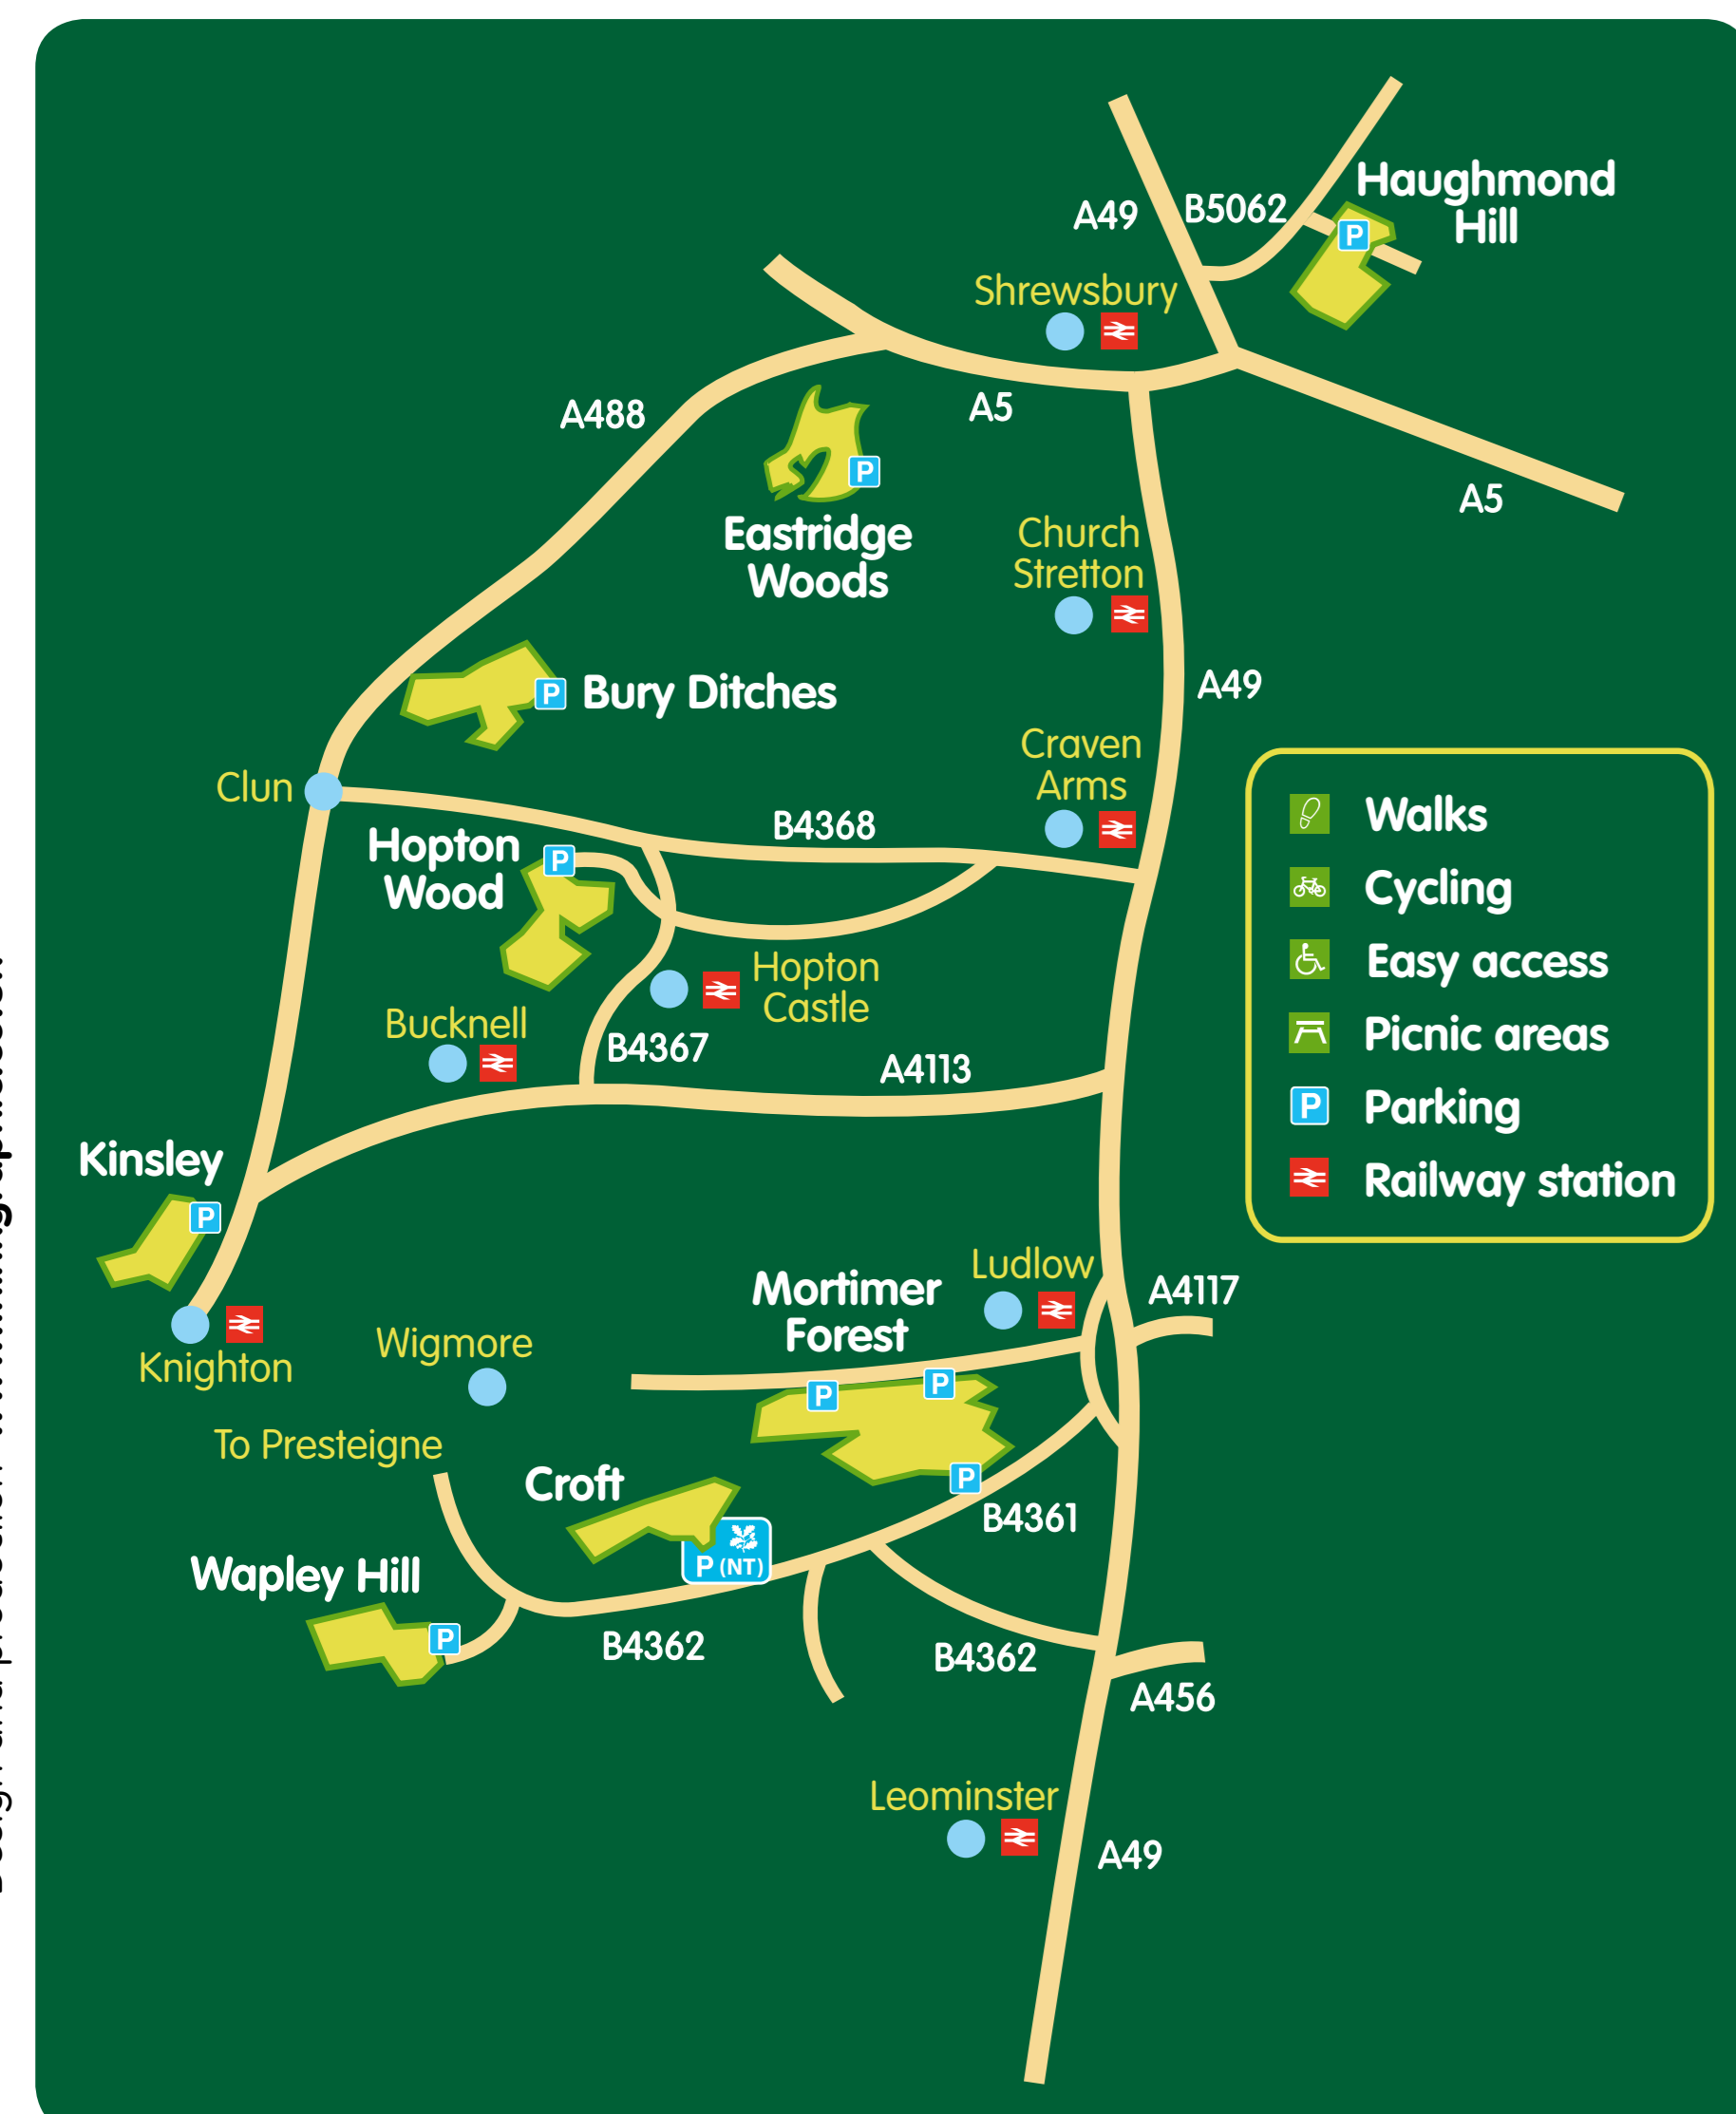 Haughmond
Hill
A49
B5062
Shrewsbury
A488
A5
A5
Eastridge
Woods
Church
Stretton
Bury Ditches
A49
Craven
Arms
Clun
B4368
Hopton
Wood
Hopton
Castle
Bucknell
B4367
A4113
Kinsley
Knighton
Walks
Cycling
Easy access
Picnic areas
P Parking
Railway station
Ludlow
A4117
Mortimer
Forest
Wigmore
To Presteigne
Croft
P (NT)
B4361
Wapley Hill
B4362
B4362
A456
Leominster
A49
P
P
P
P
P
P
P
P
P